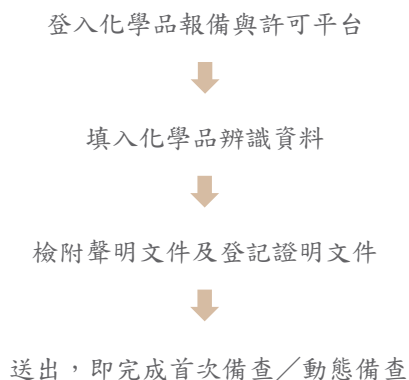 登入化學品報備與許可平台
填入化學品辨識資料
檢附聲明文件及登記證明文件
送出，即完成首次備查／動態備查